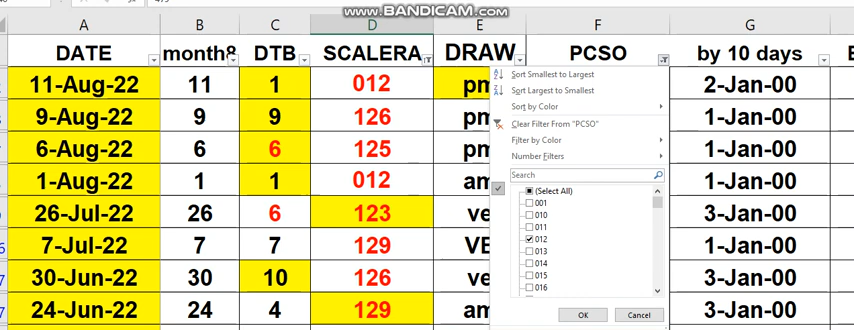 www.BANDICAM.com
A B C D E F G
DATE month8 DTB SCALERA DRAW PCSO by 10 days
11-Aug-22 11 1 012 pm 2-Jan-00
9-Aug-22 9 9 126 pm 1-Jan-00
6-Aug-22 6 6 125 pm 1-Jan-00
1-Aug-22 1 1 012 am 1-Jan-00
26-Jul-22 26 6 123 ve 3-Jan-00
7-Jul-22 7 7 129 VE 1-Jan-00
30-Jun-22 30 10 126 ve 3-Jan-00
24-Jun-22 24 4 129 am 3-Jan-00
Sort Smallest to Largest
Sort Largest to Smallest
Sort by Color
Clear Filter From "PCSO"
Filter by Color
Number Filters
Search
(Select All)
001
010
011
012
013
014
015
016
OK Cancel